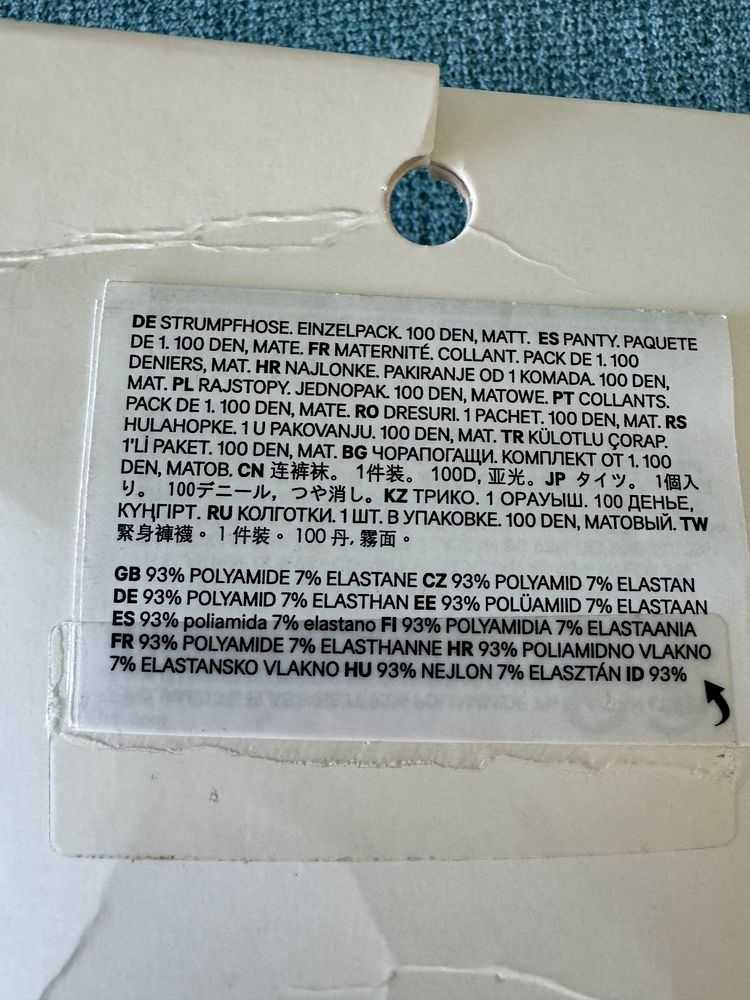 DE STRUMPFHOSE. EINZELPACK. 100 DEN, MATT. ES PANTY. PAQUETE
DE 1. 100 DEN, MATE. FR MATERNITÉ. COLLANT. PACK DE 1. 100
DENIERS, MAT. HR NAJLONKE. PAKIRANJE OD 1 KOMADA. 100 DEN,
MAT. PL RAJSTOPY. JEDNOPAK. 100 DEN, MATOWE. PT COLLANTS.
PACK DE 1. 100 DEN, MATE. RO DRESURI. 1 PACHET. 100 DEN, MAT. RS
HULAHOPKE. 1 U PAKOVANJU. 100 DEN, MAT. TR KÜLOTLU ÇORAP.
1'Lİ PAKET. 100 DEN, MAT. BG ЧОРАПОГАЩИ. КОМПЛЕКТ ОТ 1. 100
DEN, МАТОВ. CN 连裤袜。 1件装。 100D, 亚光。JP タイツ。 1個入
り。 100デニール，つや消し。KZ ТРИКО. 1 ОРАУЫШ. 100 ДЕНЬЕ,
КҮҢГІРТ. RU КОЛГОТКИ. 1 ШТ. В УПАКОВКЕ. 100 DEN, МАТОВЫЙ. TW
緊身褲襪。1 件裝。100 丹, 霧面。
GB 93% POLYAMIDE 7% ELASTANE CZ 93% POLYAMID 7% ELASTAN
DE 93% POLYAMID 7% ELASTHAN EE 93% POLÜAMIID 7% ELASTAAN
ES 93% poliamida 7% elastano FI 93% POLYAMIDIA 7% ELASTAANIA
FR 93% POLYAMIDE 7% ELASTHANNE HR 93% POLIAMIDNO VLAKNO
7% ELASTANSKO VLAKNO HU 93% NEJLON 7% ELASZTÁN ID 93%